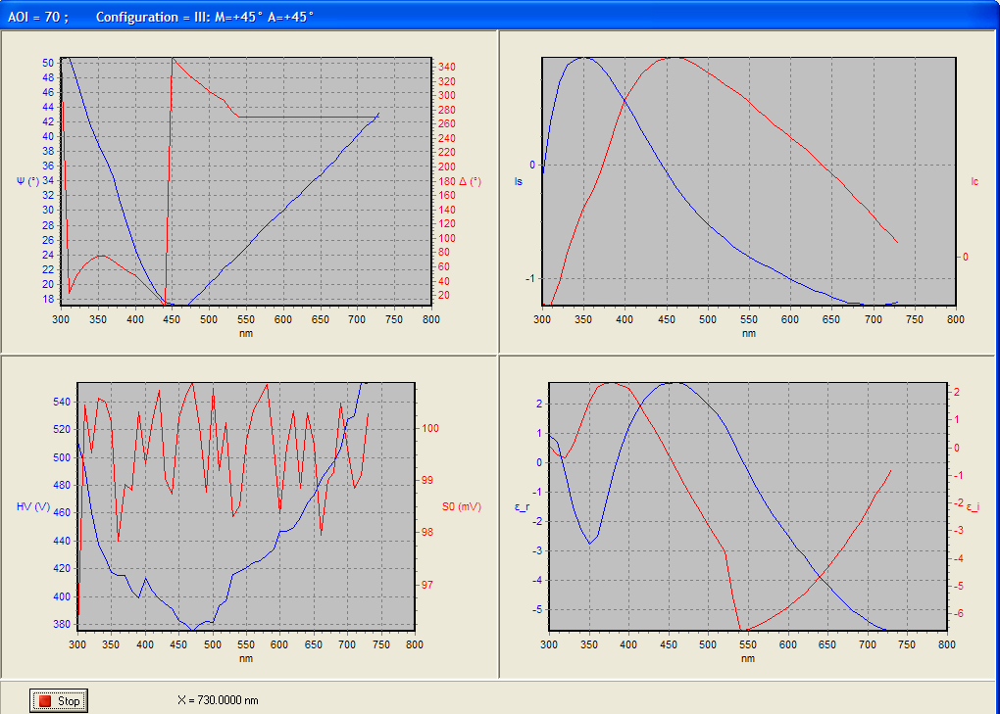 AOI = 70 ; Configuration = III: M=+45° A=+45°
50 340
48 320
46 300
44 280
42 260
40 240
38 220
36 200
Ψ (°) 34 180 Δ (°)
32 160
30 140
28 120
26 100
24 80
22 60
20 40
18 20
300 350 400 450 500 550 600 650 700 750 800
nm
0
Is Ic
0
-1
300 350 400 450 500 550 600 650 700 750 800
nm
540
520 100
500
480 99
HV (V) 460 S0 (mV)
440 98
420
400 97
380
300 350 400 450 500 550 600 650 700 750 800
nm
2 2
1 1
0 0
-1 -1
ε_r -2 -2 ε_i
-3 -3
-4 -4
-5 -5
-6
300 350 400 450 500 550 600 650 700 750 800
nm
Stop X = 730.0000 nm